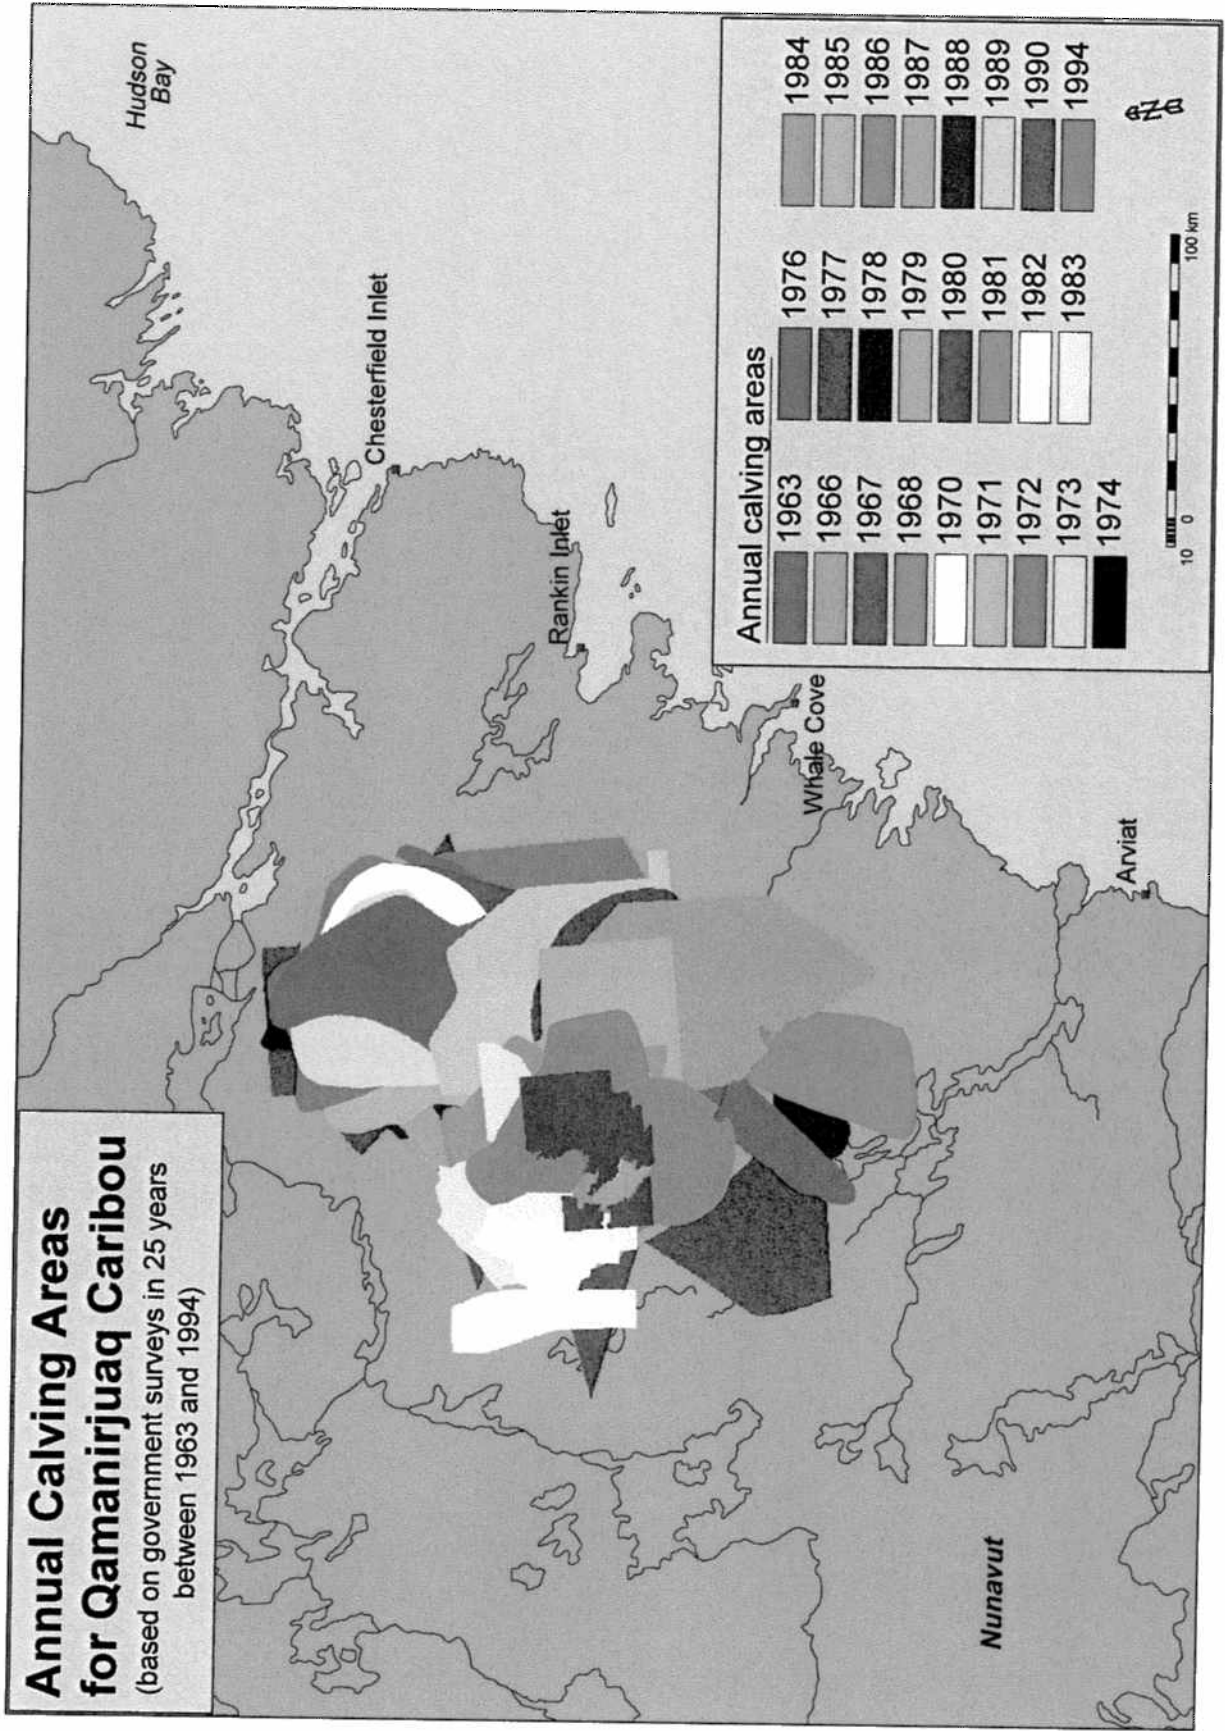 Annual Calving Areas
for Qamanirjuaq Caribou
(based on government surveys in 25 years
between 1963 and 1994)
Hudson
Bay
Chesterfield Inlet
Rankin Inlet
Whale Cove
Arviat
Nunavut
Annual calving areas
1963
1966
1967
1968
1970
1971
1972
1973
1974
1976
1977
1978
1979
1980
1981
1982
1983
1984
1985
1986
1987
1988
1989
1990
1994
10 0 100 km
N